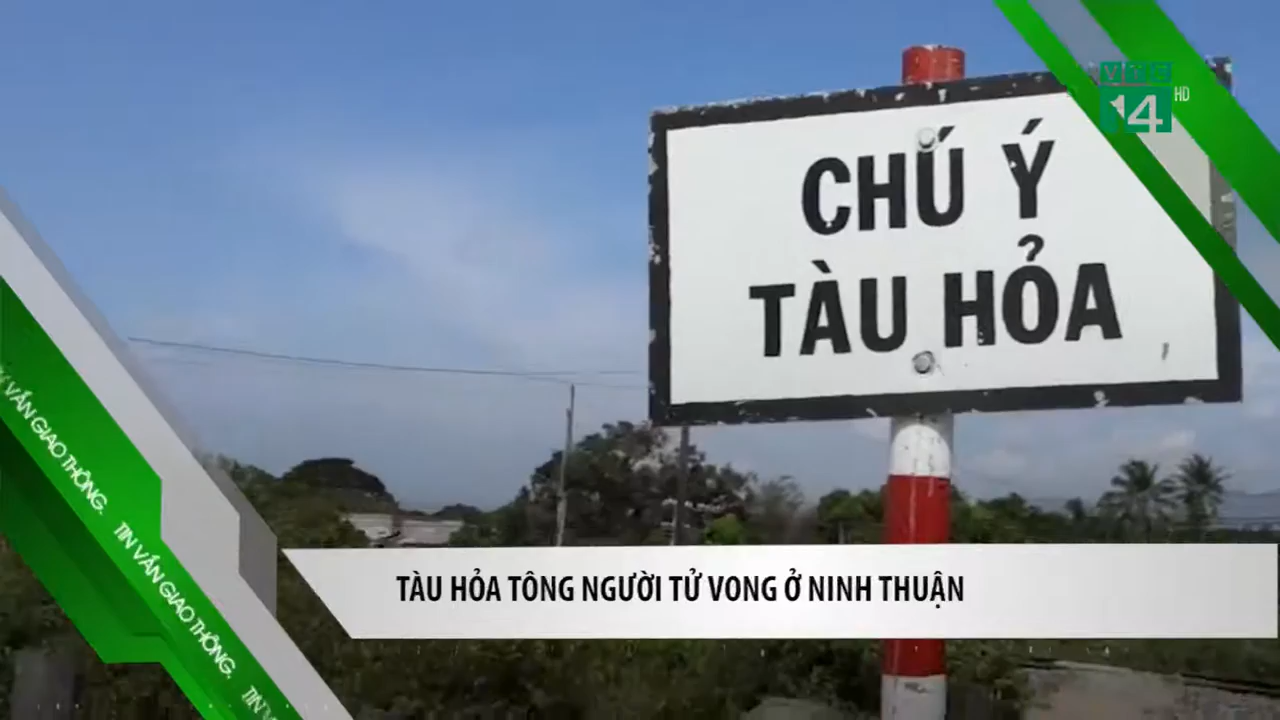 VTC
14
HD
CHÚ Ý
TÀU HỎA
VẮN GIAO THÔNG.
TIN VẮN GIAO THÔNG.
TIN V
TÀU HỎA TÔNG NGƯỜI TỬ VONG Ở NINH THUẬN